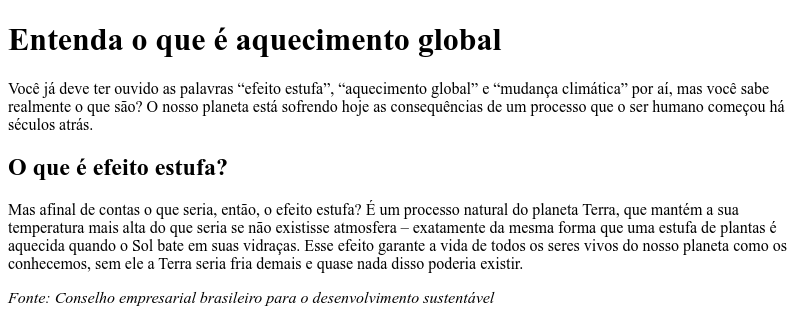 Entenda o que é aquecimento global
Você já deve ter ouvido as palavras “efeito estufa”, “aquecimento global” e “mudança climática” por aí, mas você sabe
realmente o que são? O nosso planeta está sofrendo hoje as consequências de um processo que o ser humano começou há
séculos atrás.
O que é efeito estufa?
Mas afinal de contas o que seria, então, o efeito estufa? É um processo natural do planeta Terra, que mantém a sua
temperatura mais alta do que seria se não existisse atmosfera – exatamente da mesma forma que uma estufa de plantas é
aquecida quando o Sol bate em suas vidraças. Esse efeito garante a vida de todos os seres vivos do nosso planeta como os
conhecemos, sem ele a Terra seria fria demais e quase nada disso poderia existir.
Fonte: Conselho empresarial brasileiro para o desenvolvimento sustentável